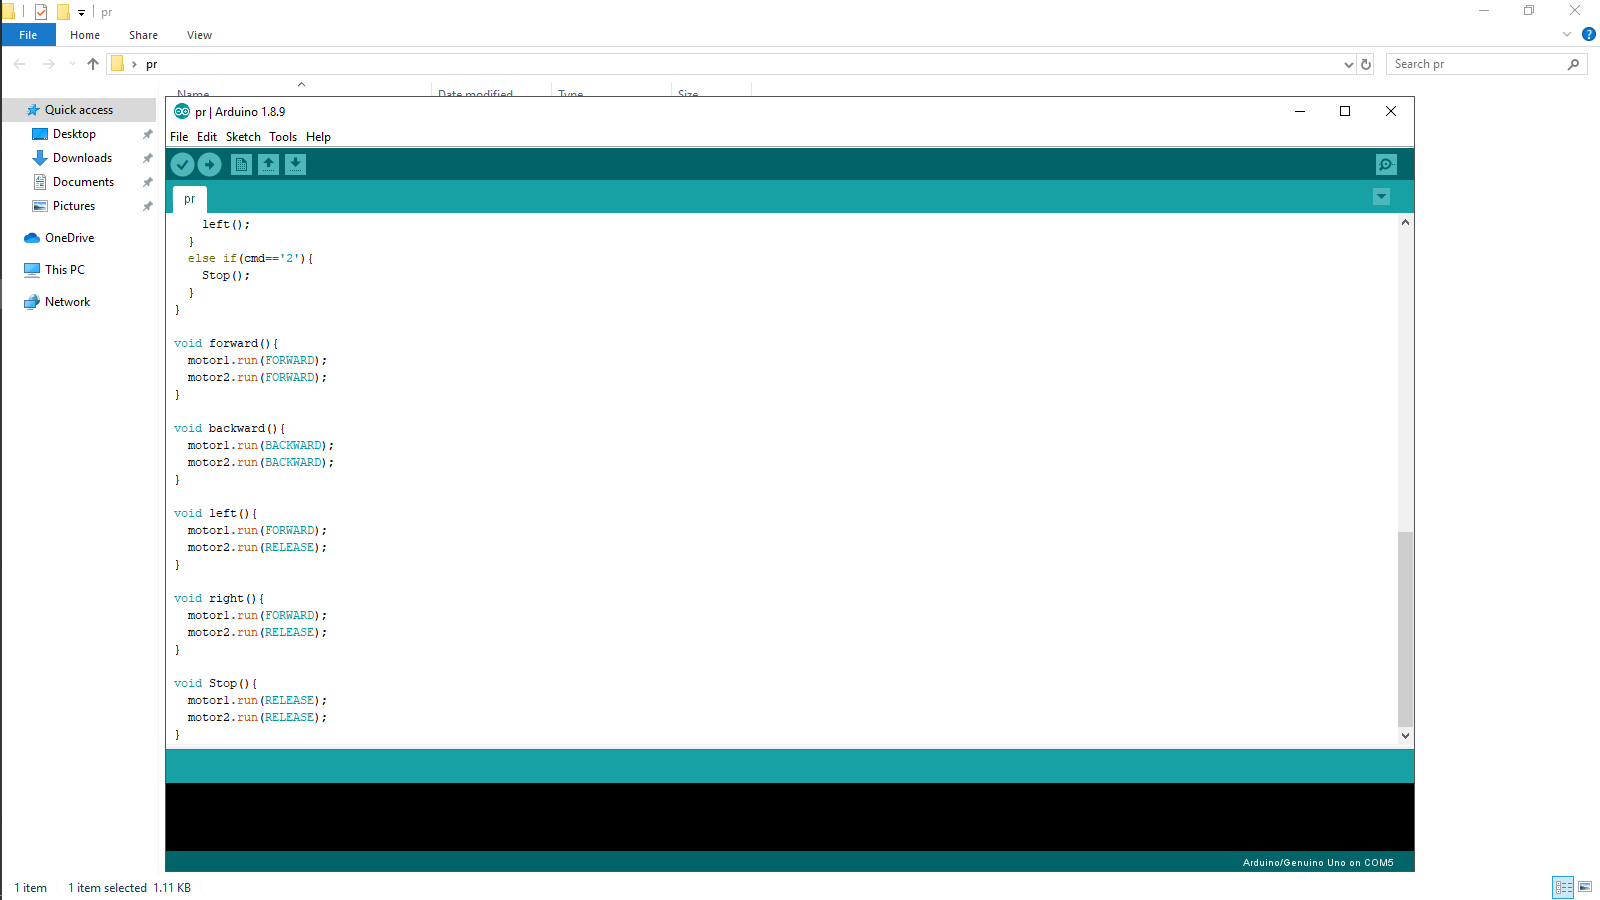 pr
File Home Share View
pr
Search pr
Name Date modified Type Size
Quick access
Desktop
Downloads
Documents
Pictures
OneDrive
This PC
Network
pr | Arduino 1.8.9
File Edit Sketch Tools Help
pr
left();
}
else if(cmd=='2'){
Stop();
}
}
void forward(){
motor1.run(FORWARD);
motor2.run(FORWARD);
}
void backward(){
motor1.run(BACKWARD);
motor2.run(BACKWARD);
}
void left(){
motor1.run(FORWARD);
motor2.run(RELEASE);
}
void right(){
motor1.run(FORWARD);
motor2.run(RELEASE);
}
void Stop(){
motor1.run(RELEASE);
motor2.run(RELEASE);
}
Arduino/Genuino Uno on COM5
1 item 1 item selected 1.11 KB